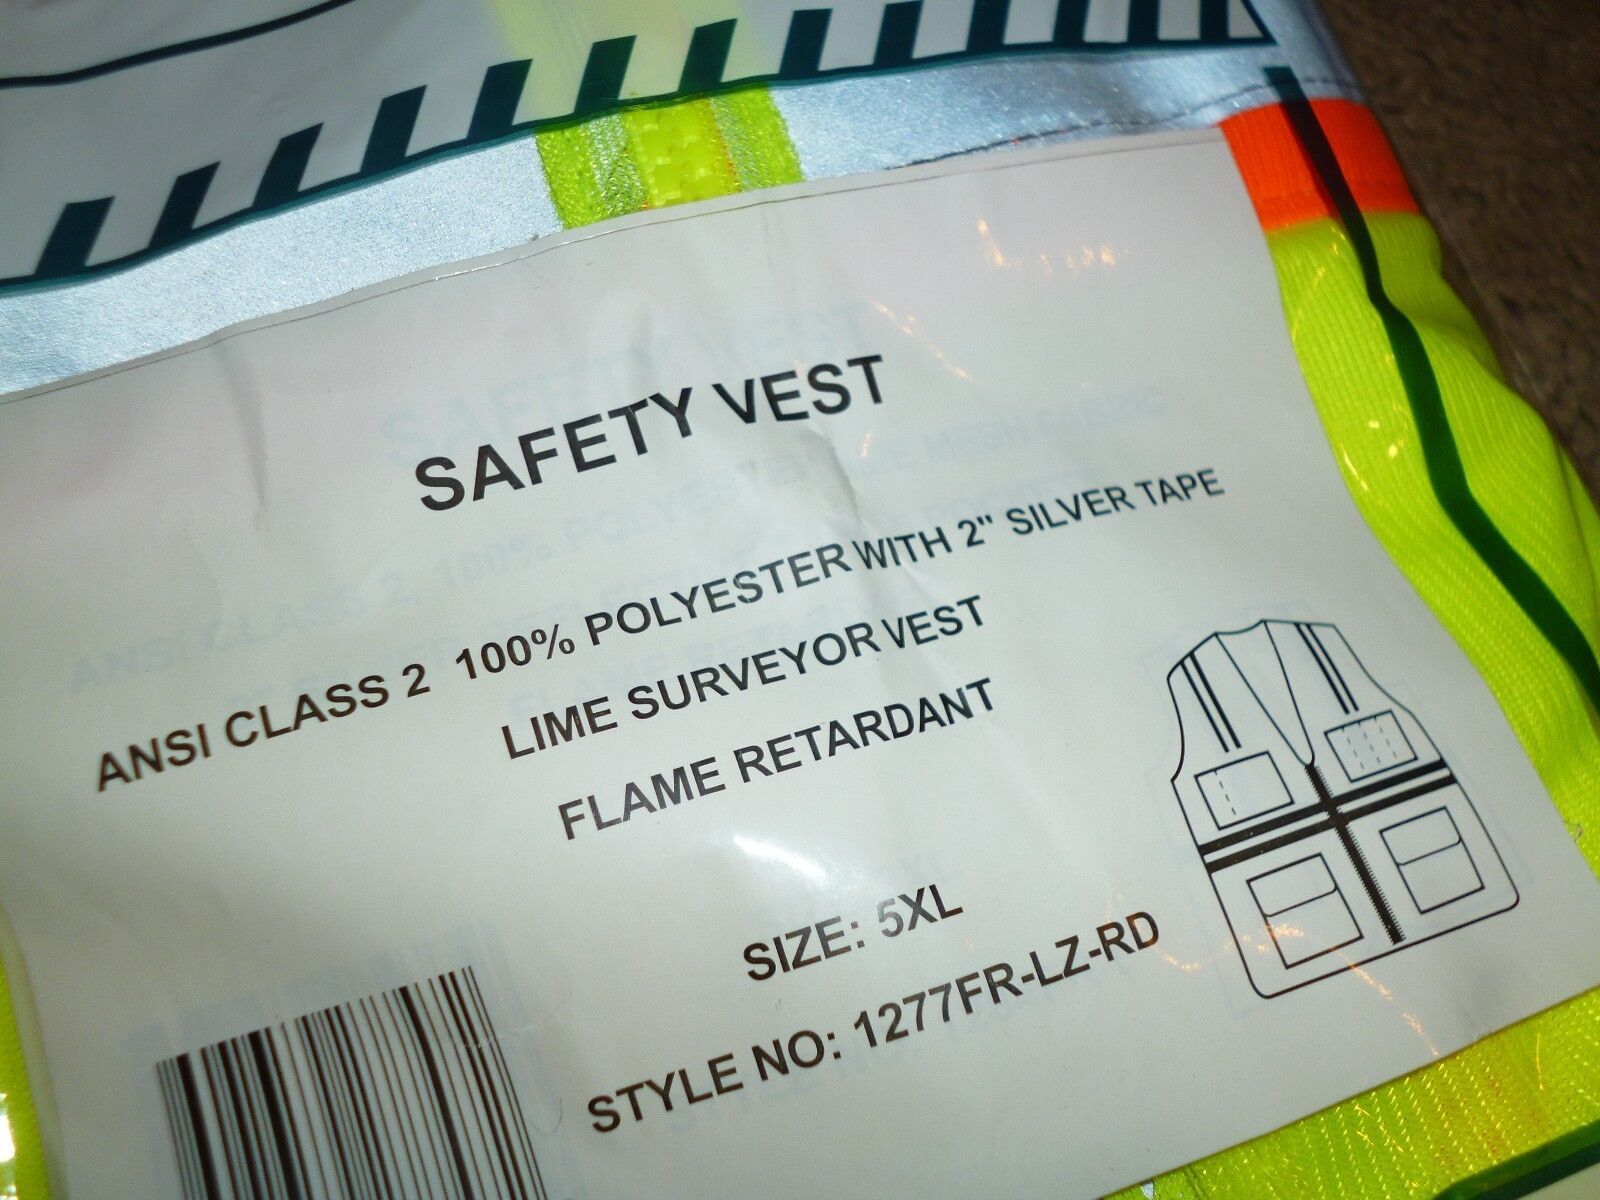 SAFETY VEST
ANSI CLASS 2 100% POLYESTER WITH 2" SILVER TAPE
LIME SURVEYOR VEST
FLAME RETARDANT
SIZE: 5XL
STYLE NO: 1277FR-LZ-RD